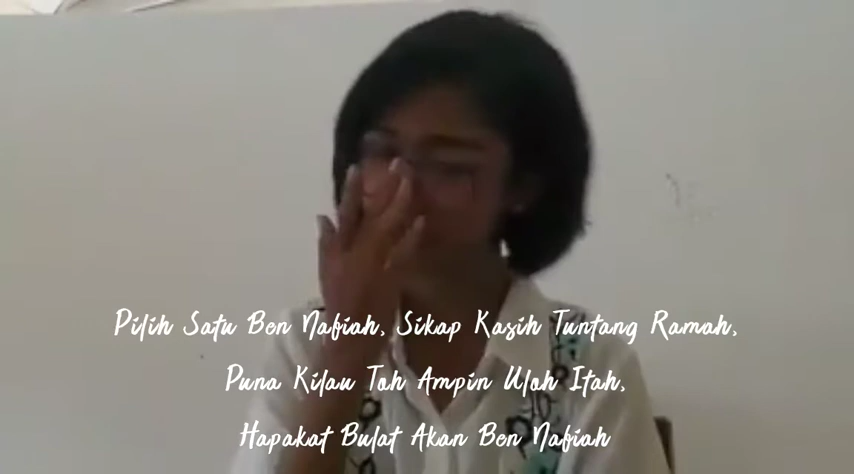 Pilih Satu Ben Nafiah, Sikap Kasih Tuntang Ramah,
Puna Kilau Toh Ampin Uloh Itah,
Hapakat Bulat Akan Ben Nafiah